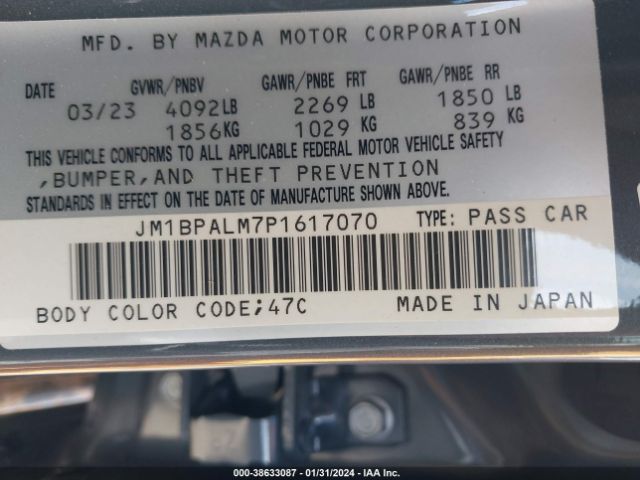 MFD. BY MAZDA MOTOR CORPORATION
DATE GVWR/PNBV GAWR/PNBE FRT GAWR/PNBE RR
03/23 4092LB 2269 LB 1850 LB
1856KG 1029 KG 839 KG
THIS VEHICLE CONFORMS TO ALL APPLICABLE FEDERAL MOTOR VEHICLE SAFETY
,BUMPER,AND THEFT PREVENTION
STANDARDS IN EFFECT ON THE DATE OF MANUFACTURE SHOWN ABOVE.
JM1BPALM7P1617070 TYPE: PASS CAR
BODY COLOR CODE;47C MADE IN JAPAN
000-38633087 - 01/31/2024 - IAA Inc.